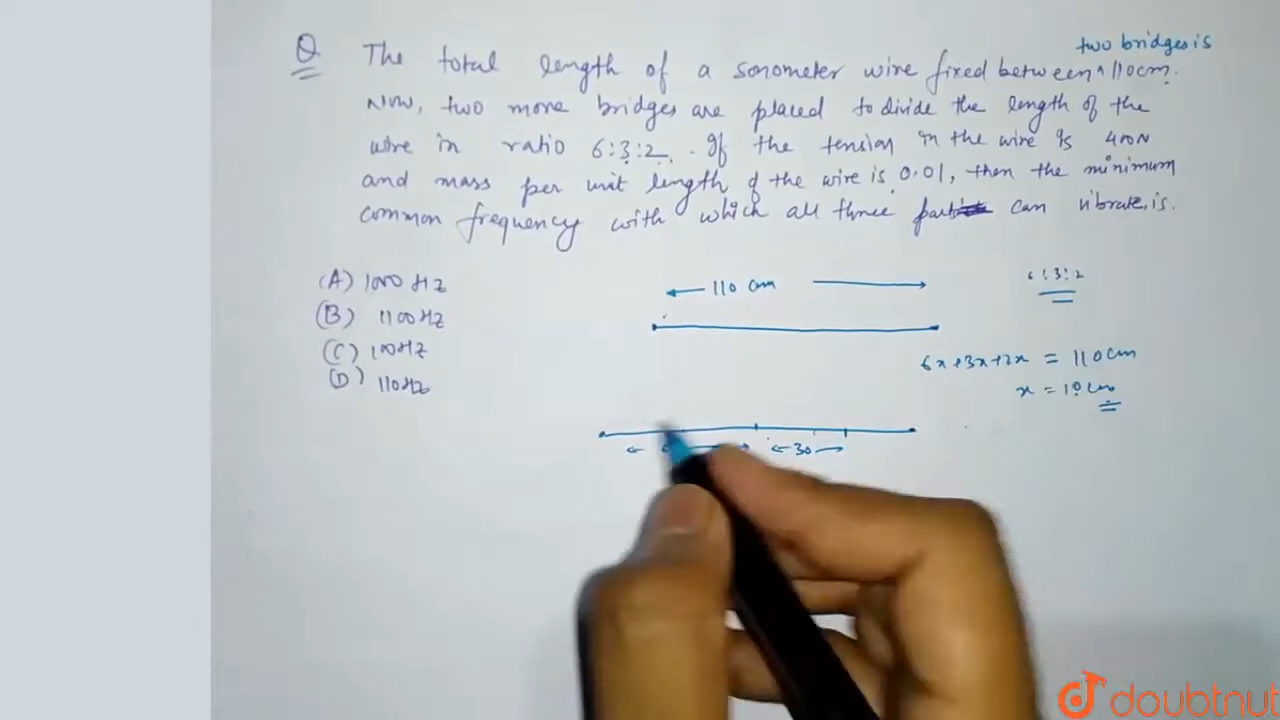 Q The total length of a sonometer wire fixed between ^ 110cm.
two bridges is
Now, two more bridges are placed to divide the length of the
wire in ratio 6:3:2. If the tension in the wire is 400N
and mass per unit length of the wire is 0.01, then the minimum
common frequency with which all three part can vibrate, is.
(A) 1000 HZ
(B) 1100 HZ
(C) 100 HZ
(D) 110 HZ
110 cm
6:3:2
6x+3x+2x = 110cm
x = 10cm
30
doubtnut